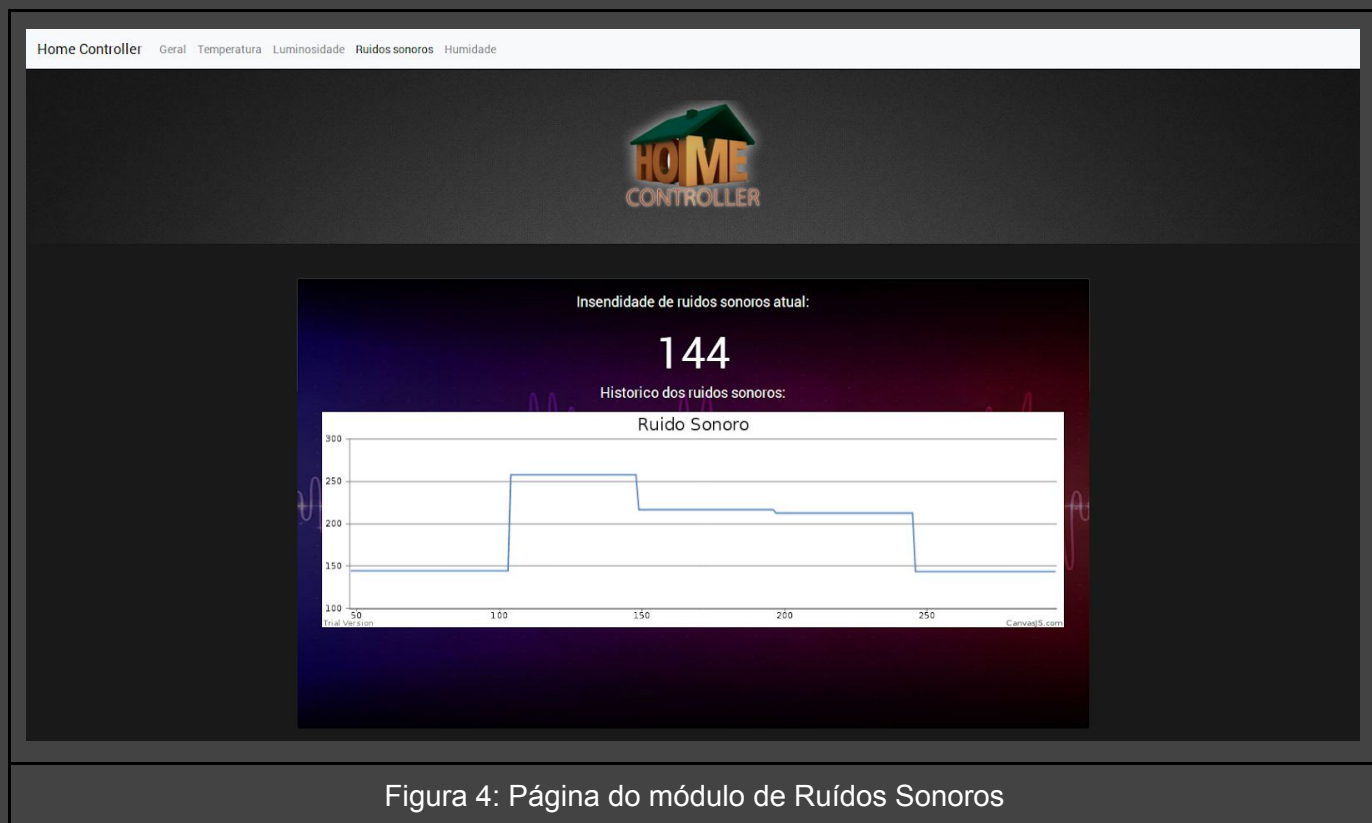 Home Controller Geral Temperatura Luminosidade Ruidos sonoros Humidade
HOME
CONTROLLER
Insendidade de ruidos sonoros atual:
144
Historico dos ruidos sonoros:
Ruido Sonoro
300
250
200
150
100
50 100 150 200 250
Trial Version CanvasJS.com
Figura 4: Página do módulo de Ruídos Sonoros